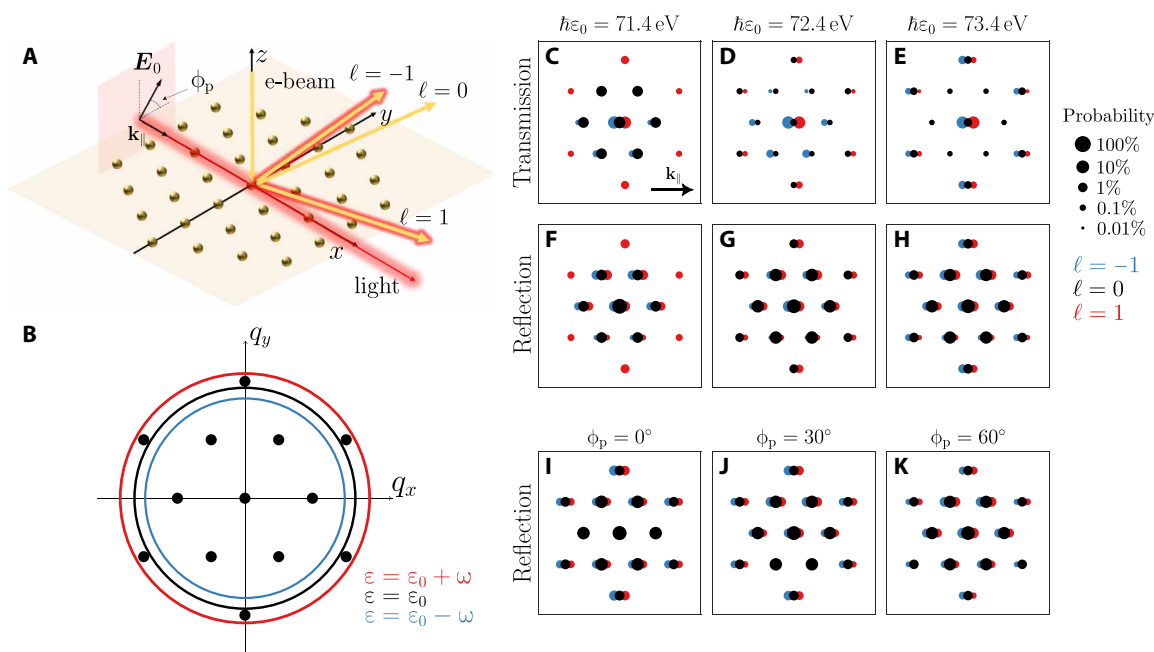 A
E₀
ϕₚ
k∥
z
e-beam
ℓ = −1
ℓ = 0
y
ℓ = 1
x
light
B
q_y
q_x
ε = ε₀ + ω
ε = ε₀
ε = ε₀ − ω
ℏε₀ = 71.4 eV
ℏε₀ = 72.4 eV
ℏε₀ = 73.4 eV
Transmission
C
D
E
k∥
Probability
100%
10%
1%
0.1%
0.01%
ℓ = −1
ℓ = 0
ℓ = 1
Reflection
F
G
H
ϕₚ = 0°
ϕₚ = 30°
ϕₚ = 60°
Reflection
I
J
K